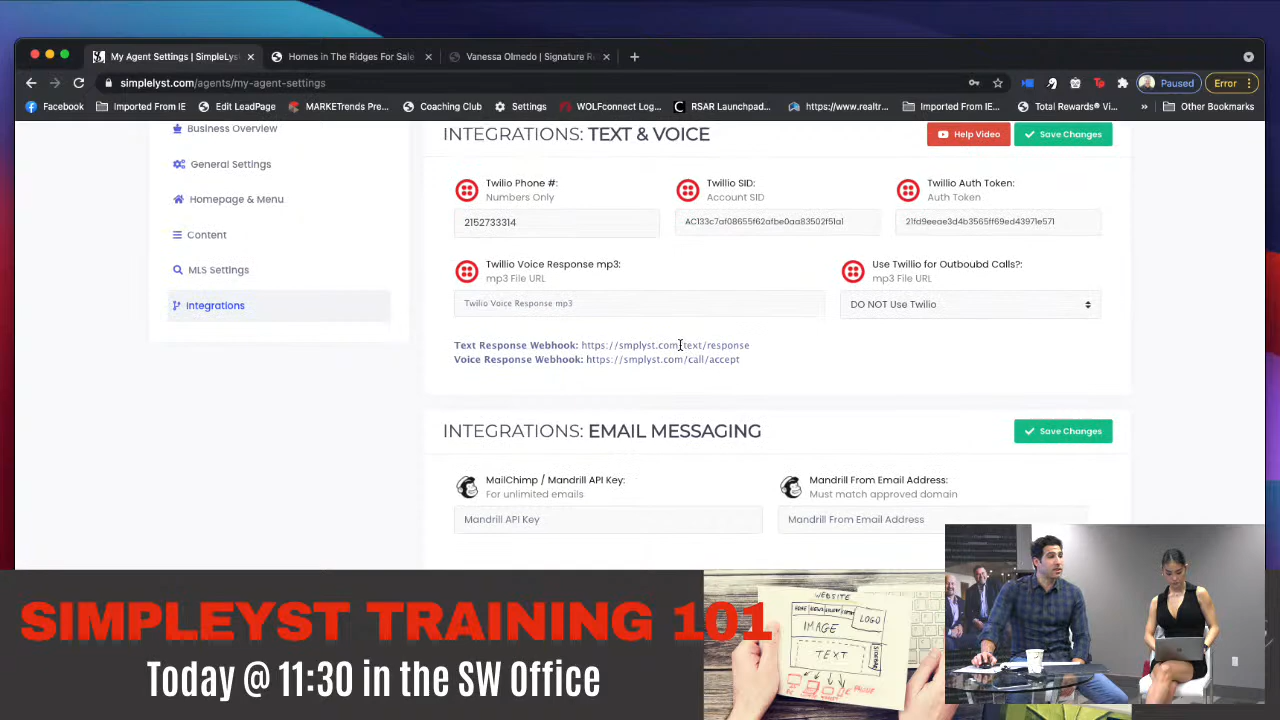 My Agent Settings | SimpleLys
Homes in The Ridges For Sale
Vanessa Olmedo | Signature R
simplelyst.com/agents/my-agent-settings
Paused
Error
Facebook
Imported From IE
Edit LeadPage
MARKETrends Pre...
Coaching Club
Settings
WOLFconnect Log...
RSAR Launchpad...
https://www.realtr...
Imported From IE...
Total Rewards® Vi...
Other Bookmarks
Business Overview
General Settings
Homepage & Menu
Content
MLS Settings
Integrations
INTEGRATIONS: TEXT & VOICE
Help Video
Save Changes
Twilio Phone #:
Numbers Only
2152733314
Twillio SID:
Account SID
Twillio Auth Token:
Auth Token
Twilio Voice Response mp3:
mp3 File URL
Twilio Voice Response mp3
Use Twillio for Outboubd Calls?:
mp3 File URL
DO NOT Use Twilio
Text Response Webhook: https://smplyst.com/text/response
Voice Response Webhook: https://smplyst.com/call/accept
INTEGRATIONS: EMAIL MESSAGING
Save Changes
MailChimp / Mandrill API Key:
For unlimited emails
Mandrill API Key
Mandrill From Email Address:
Must match approved domain
Mandrill From Email Address
SIMPLEYST TRAINING 101
Today @ 11:30 in the SW Office
WEBSITE
LOGO
IMAGE
TEXT